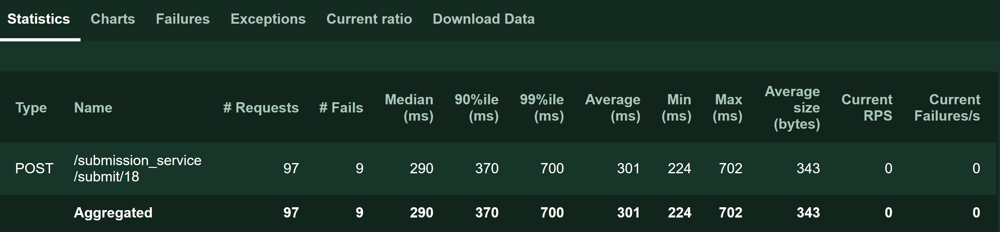 Statistics Charts Failures Exceptions Current ratio Download Data
Type Name # Requests # Fails Median (ms) 90%ile (ms) 99%ile (ms) Average (ms) Min (ms) Max (ms) Average size (bytes) Current RPS Current Failures/s
POST /submission_service/submit/18 97 9 290 370 700 301 224 702 343 0 0
Aggregated 97 9 290 370 700 301 224 702 343 0 0